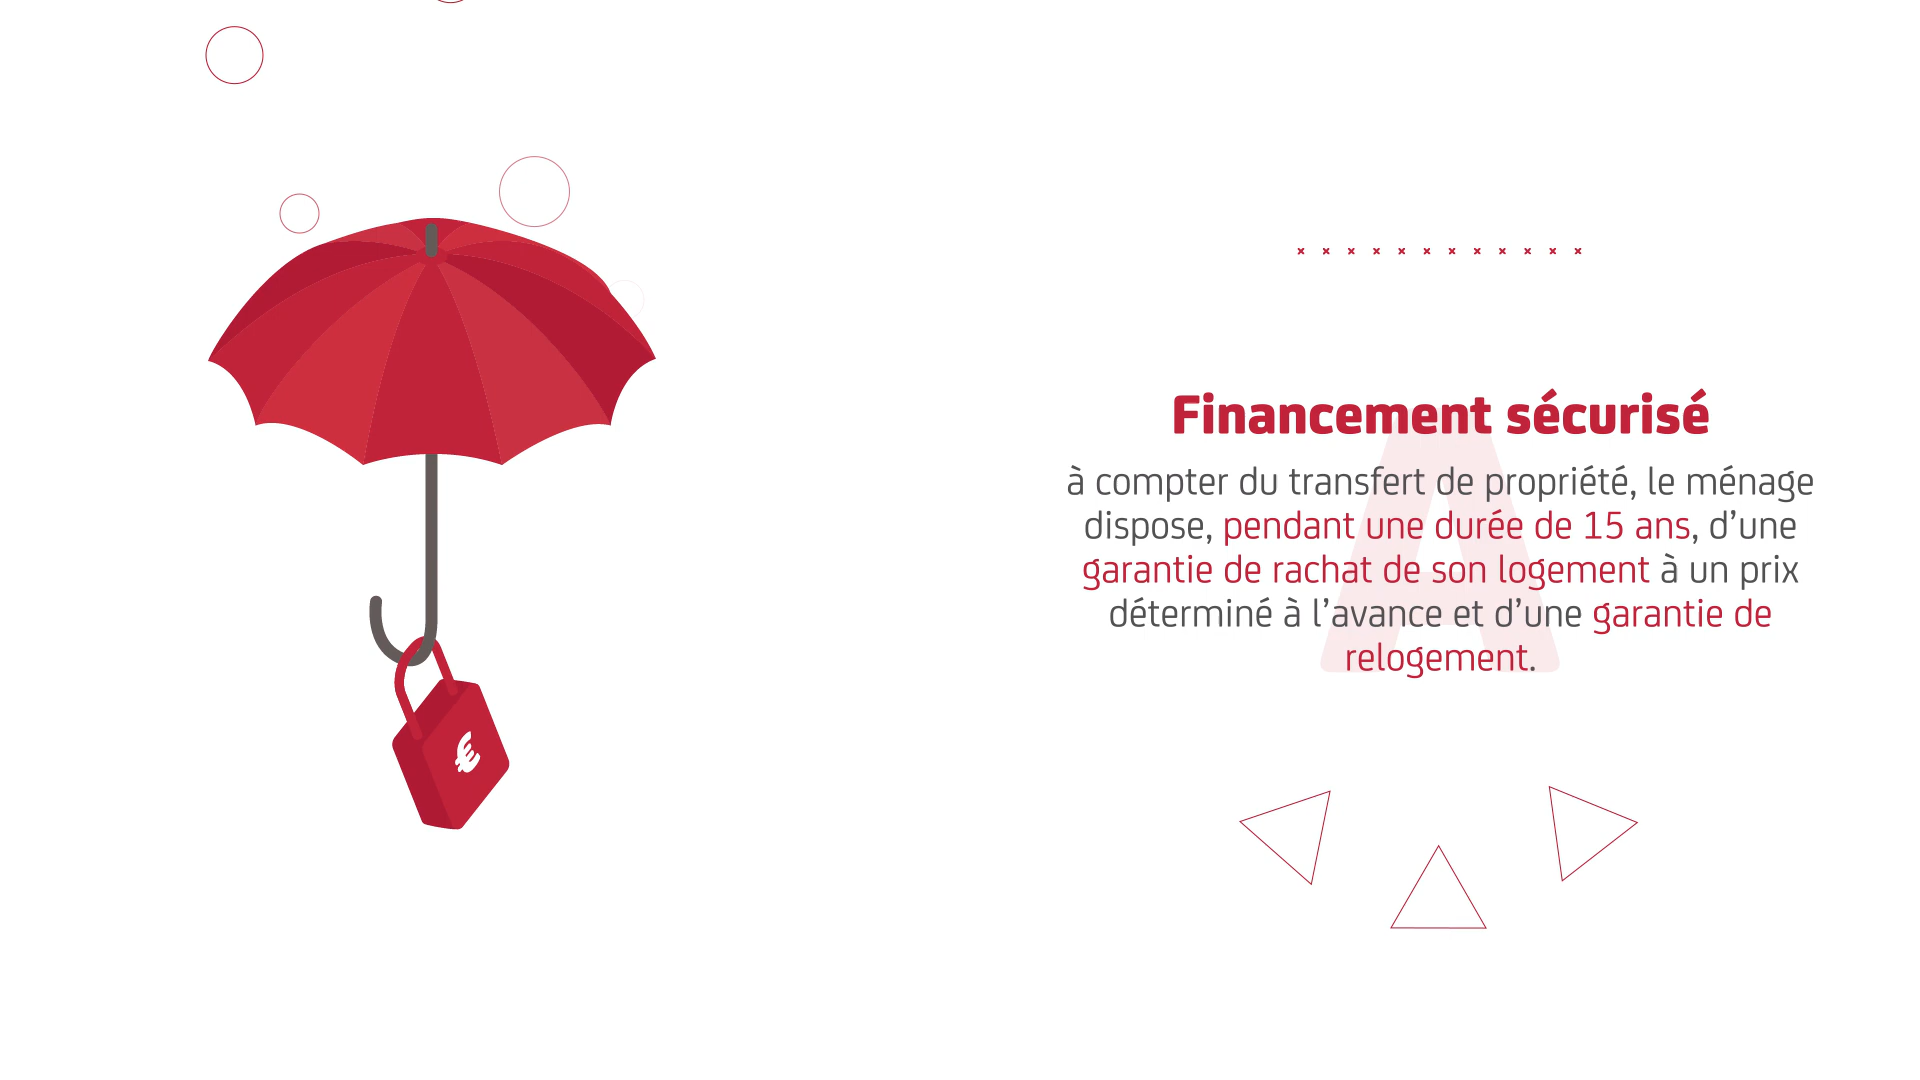 Financement sécurisé
à compter du transfert de propriété, le ménage
dispose, pendant une durée de 15 ans, d’une
garantie de rachat de son logement à un prix
déterminé à l’avance et d’une garantie de
relogement.
A
€